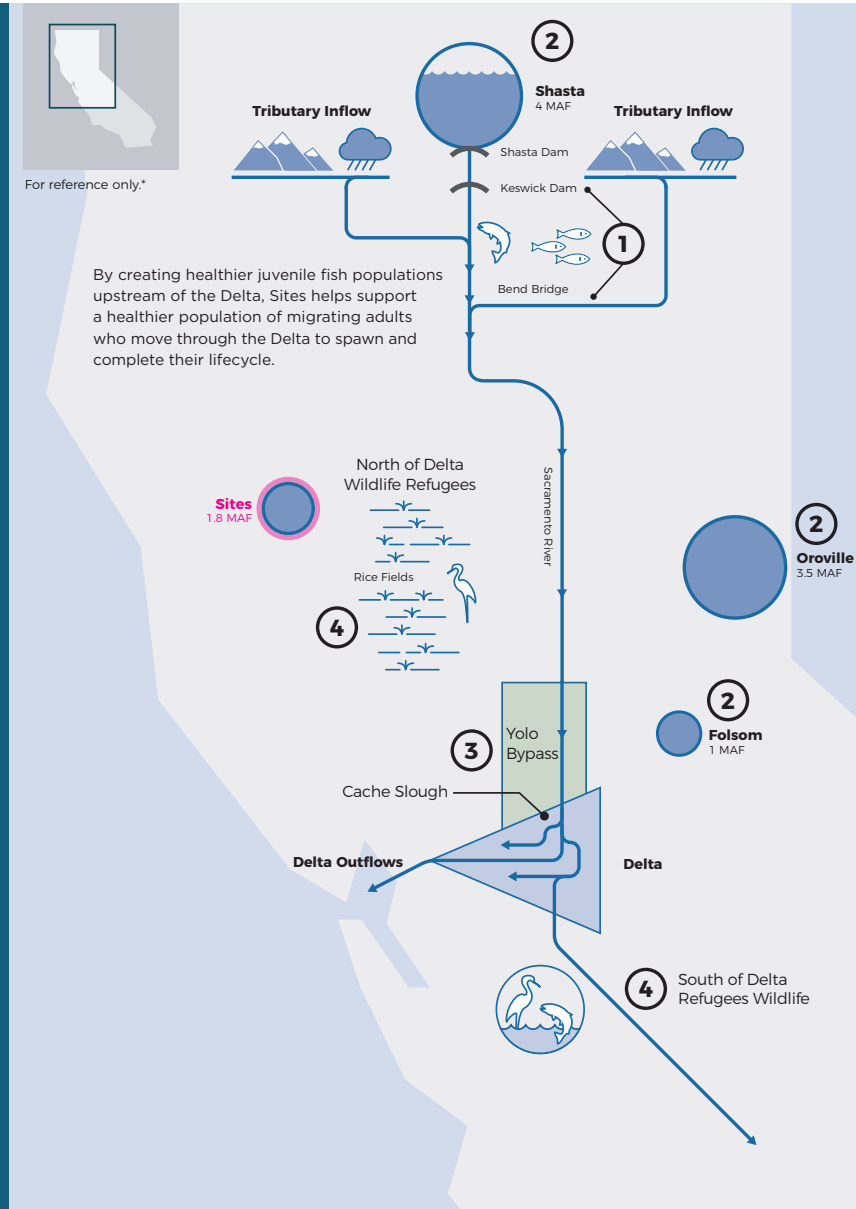 2
Shasta
4 MAF
Tributary Inflow
Tributary Inflow
Shasta Dam
Keswick Dam
For reference only.*
1
Bend Bridge
By creating healthier juvenile fish populations
upstream of the Delta, Sites helps support
a healthier population of migrating adults
who move through the Delta to spawn and
complete their lifecycle.
North of Delta
Wildlife Refugees
Sacramento River
Sites
1.8 MAF
2
Oroville
3.5 MAF
Rice Fields
4
2
Folsom
1 MAF
3
Yolo
Bypass
Cache Slough
Delta Outflows
Delta
4
South of Delta
Refugees Wildlife